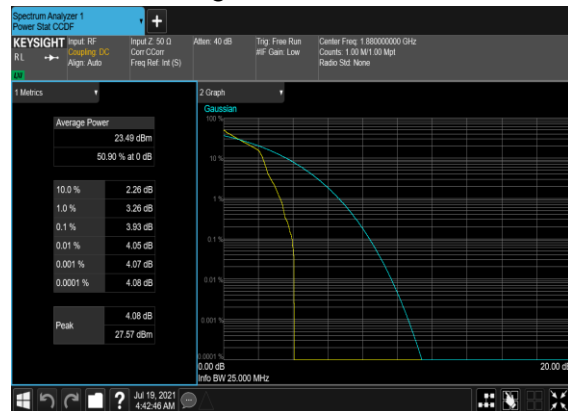 Spectrum Analyzer 1
Power Stat CCDF
+
KEYSIGHT
RL
Input: RF
Coupling: DC
Align: Auto
Input Z: 50 Ω
Corr CCorr
Freq Ref: Int (S)
Atten: 40 dB
Trig: Free Run
#IF Gain: Low
Center Freq: 1.880000000 GHz
Counts: 1.00 M/1.00 Mpt
Radio Std: None
1 Metrics
Average Power
23.49 dBm
50.90 % at 0 dB
10.0 % 2.26 dB
1.0 % 3.26 dB
0.1 % 3.93 dB
0.01 % 4.05 dB
0.001 % 4.07 dB
0.0001 % 4.08 dB
Peak
4.08 dB
27.57 dBm
2 Graph
Gaussian
100 %
10 %
1 %
0.1 %
0.01 %
0.001 %
0.0001 %
0.00 dB
20.00 dB
Info BW 25.000 MHz
?
Jul 19, 2021
4:42:46 AM